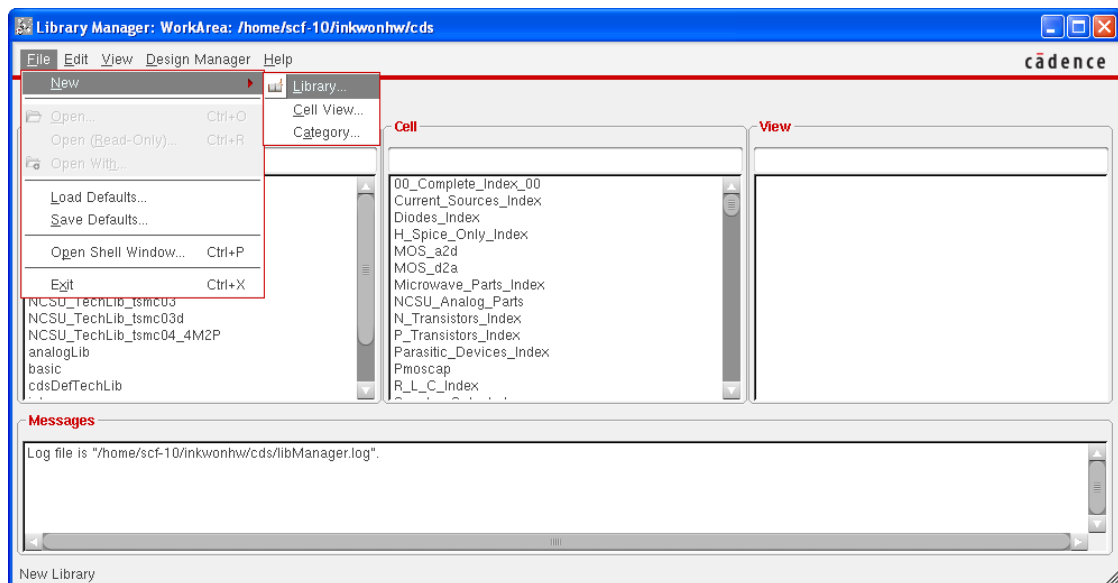 Library Manager: WorkArea: /home/scf-10/inkwonhw/cds
File Edit View Design Manager Help
cādence
New
Library...
Cell View...
Category...
Open... Ctrl+O
Open (Read-Only)... Ctrl+R
Open With...
Load Defaults...
Save Defaults...
Open Shell Window... Ctrl+P
Exit Ctrl+X
NCSU_TechLib_tsmc03
NCSU_TechLib_tsmc03d
NCSU_TechLib_tsmc04_4M2P
analogLib
basic
cdsDefTechLib
Cell
00_Complete_Index_00
Current_Sources_Index
Diodes_Index
H_Spice_Only_Index
MOS_a2d
MOS_d2a
Microwave_Parts_Index
NCSU_Analog_Parts
N_Transistors_Index
P_Transistors_Index
Parasitic_Devices_Index
Pmoscap
R_L_C_Index
View
Messages
Log file is "/home/scf-10/inkwonhw/cds/libManager.log".
New Library